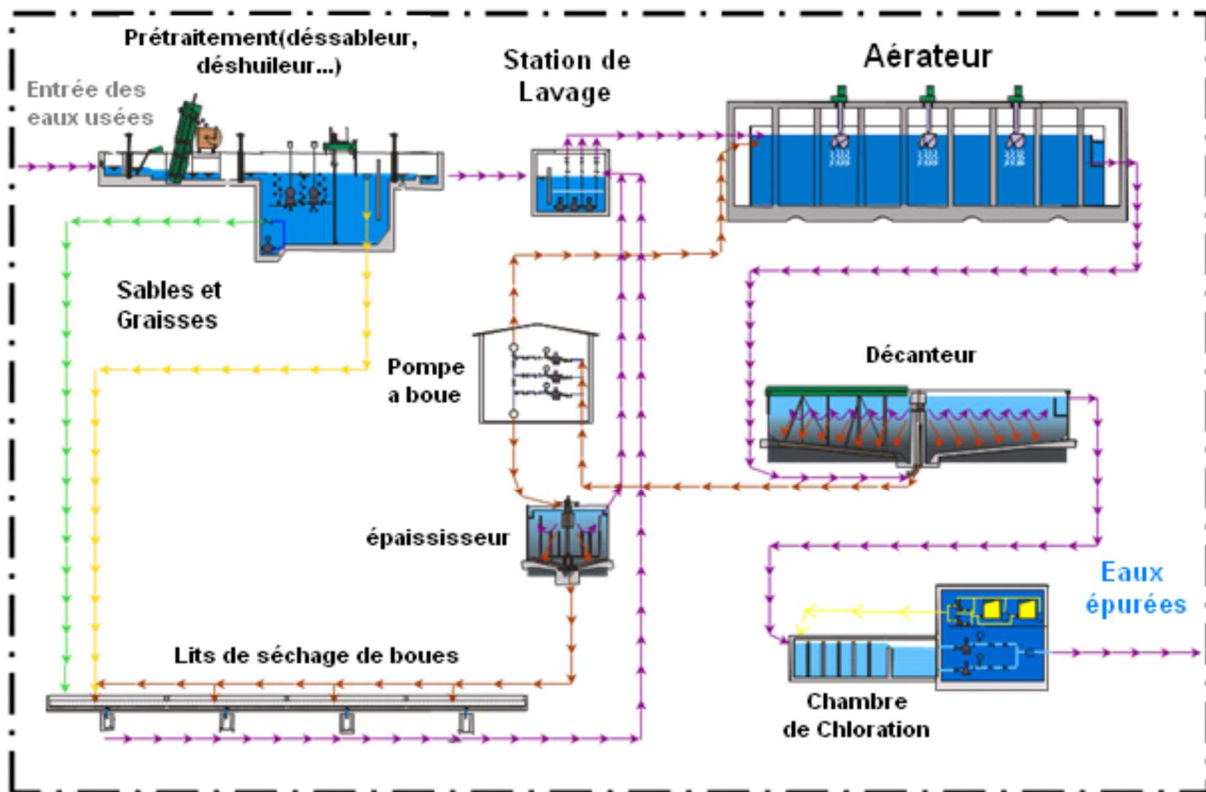 Prétraitement(déssableur,
déshuileur...)
Entrée des
eaux usées
Station de
Lavage
Aérateur
Sables et
Graisses
Pompe
a boue
Décanteur
épaississeur
Eaux
épurées
Lits de séchage de boues
Chambre
de Chloration